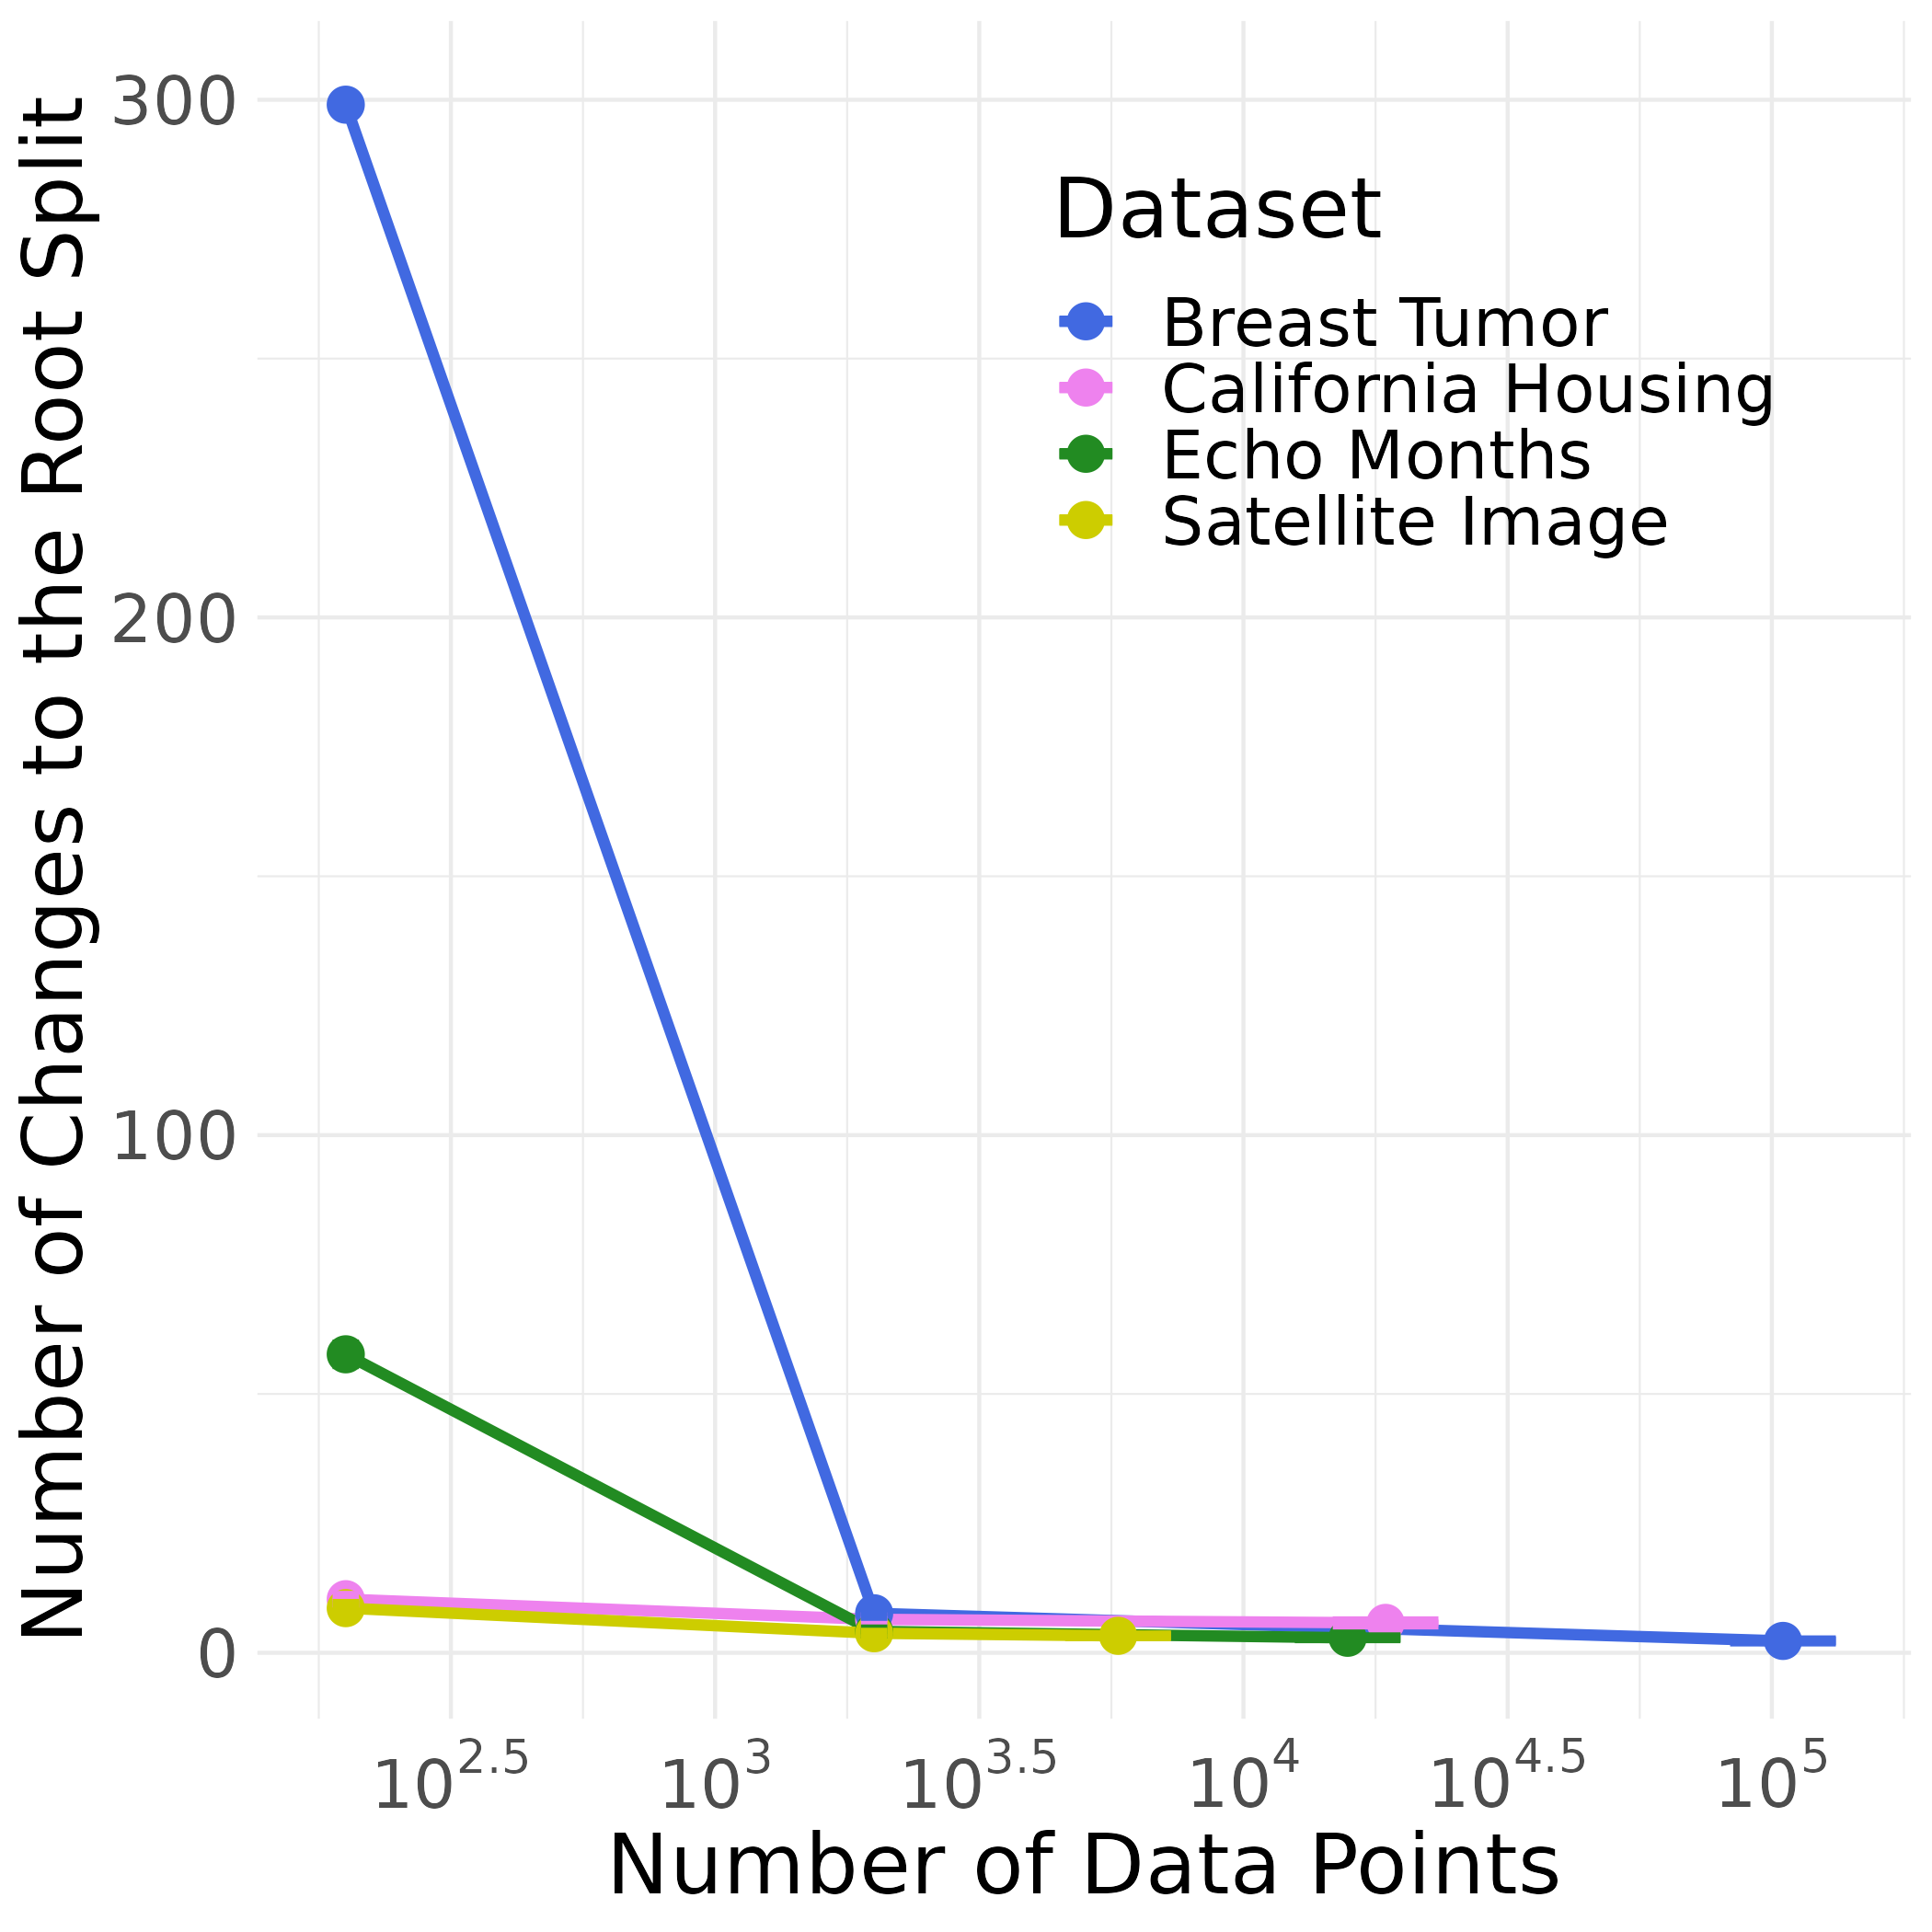 Number of Changes to the Root Split
300
200
100
0
Dataset
Breast Tumor
California Housing
Echo Months
Satellite Image
10^2.5 10^3 10^3.5 10^4 10^4.5 10^5
Number of Data Points